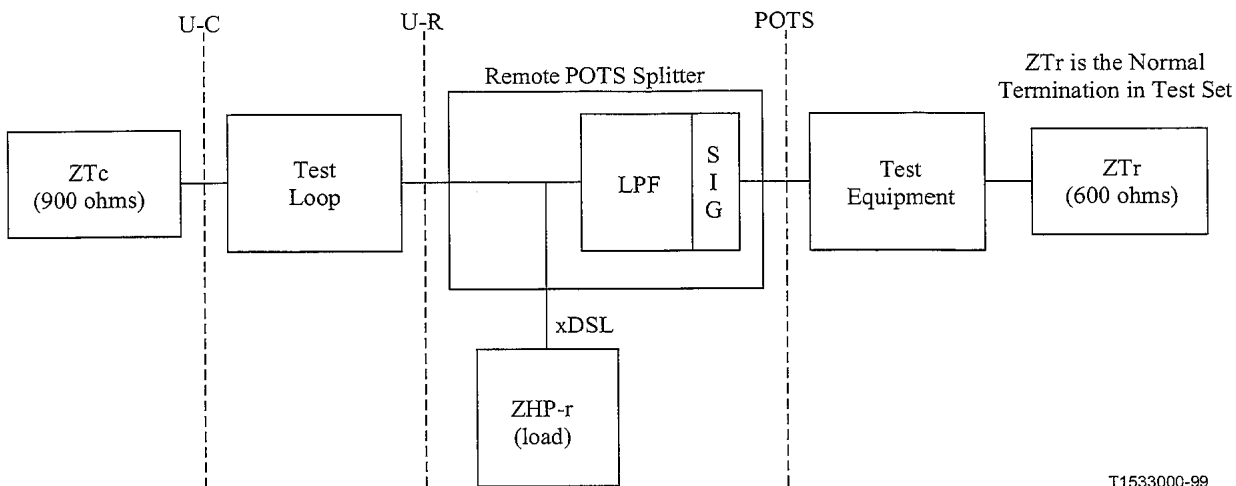 U-C
U-R
POTS
ZTr is the Normal
Termination in Test Set
Remote POTS Splitter
ZTc
(900 ohms)
Test
Loop
LPF
S
I
G
Test
Equipment
ZTr
(600 ohms)
xDSL
ZHP-r
(load)
T1533000-99